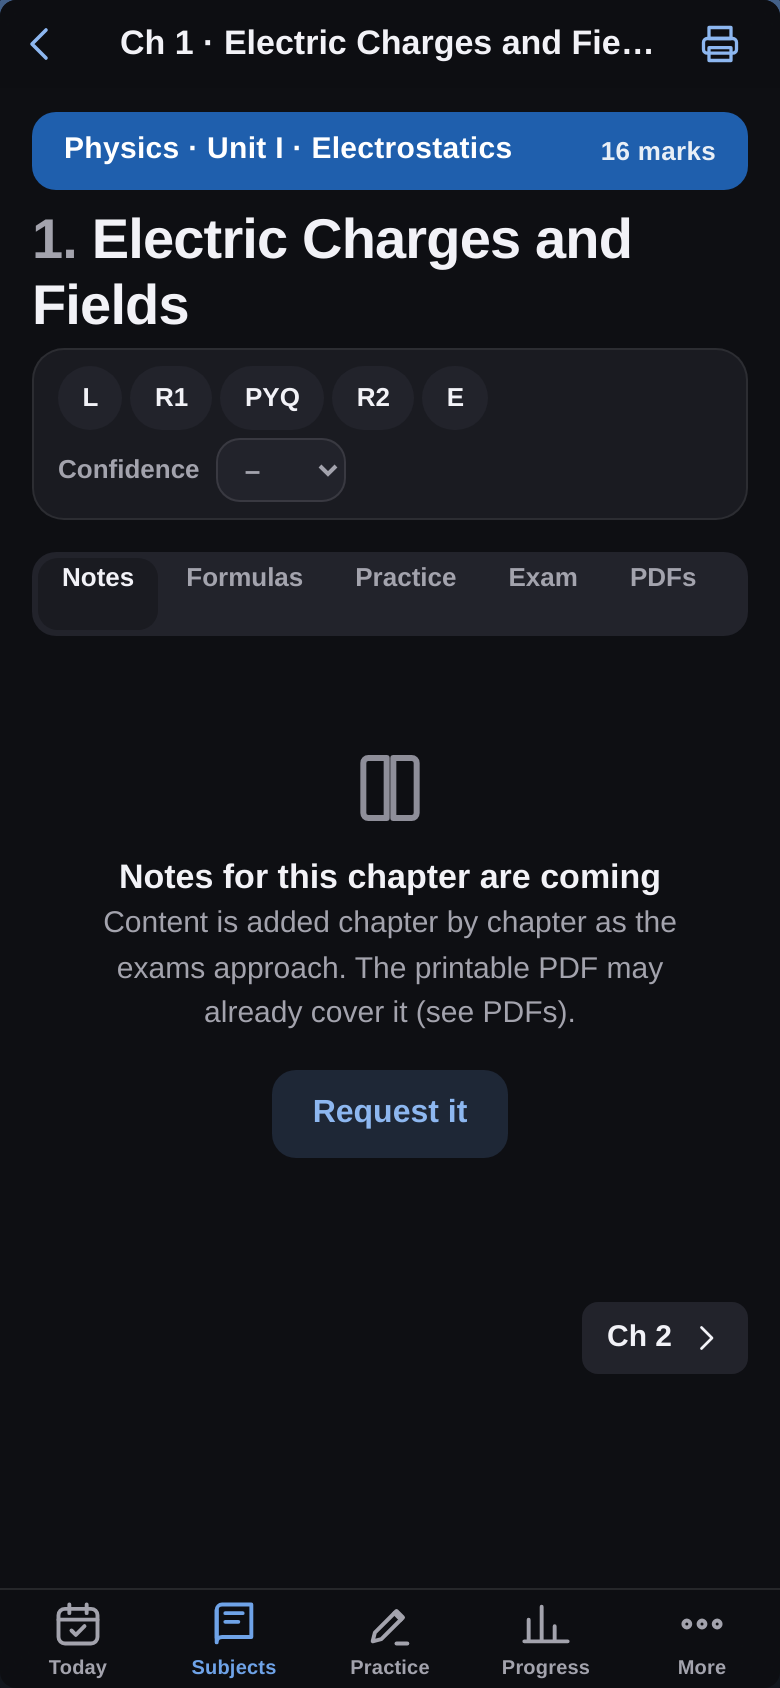 Ch 1 · Electric Charges and Fie...
Physics · Unit I · Electrostatics
16 marks
1. Electric Charges and
Fields
L R1 PYQ R2 E
Confidence –
Notes Formulas Practice Exam PDFs
Notes for this chapter are coming
Content is added chapter by chapter as the
exams approach. The printable PDF may
already cover it (see PDFs).
Request it
Ch 2
Today Subjects Practice Progress More